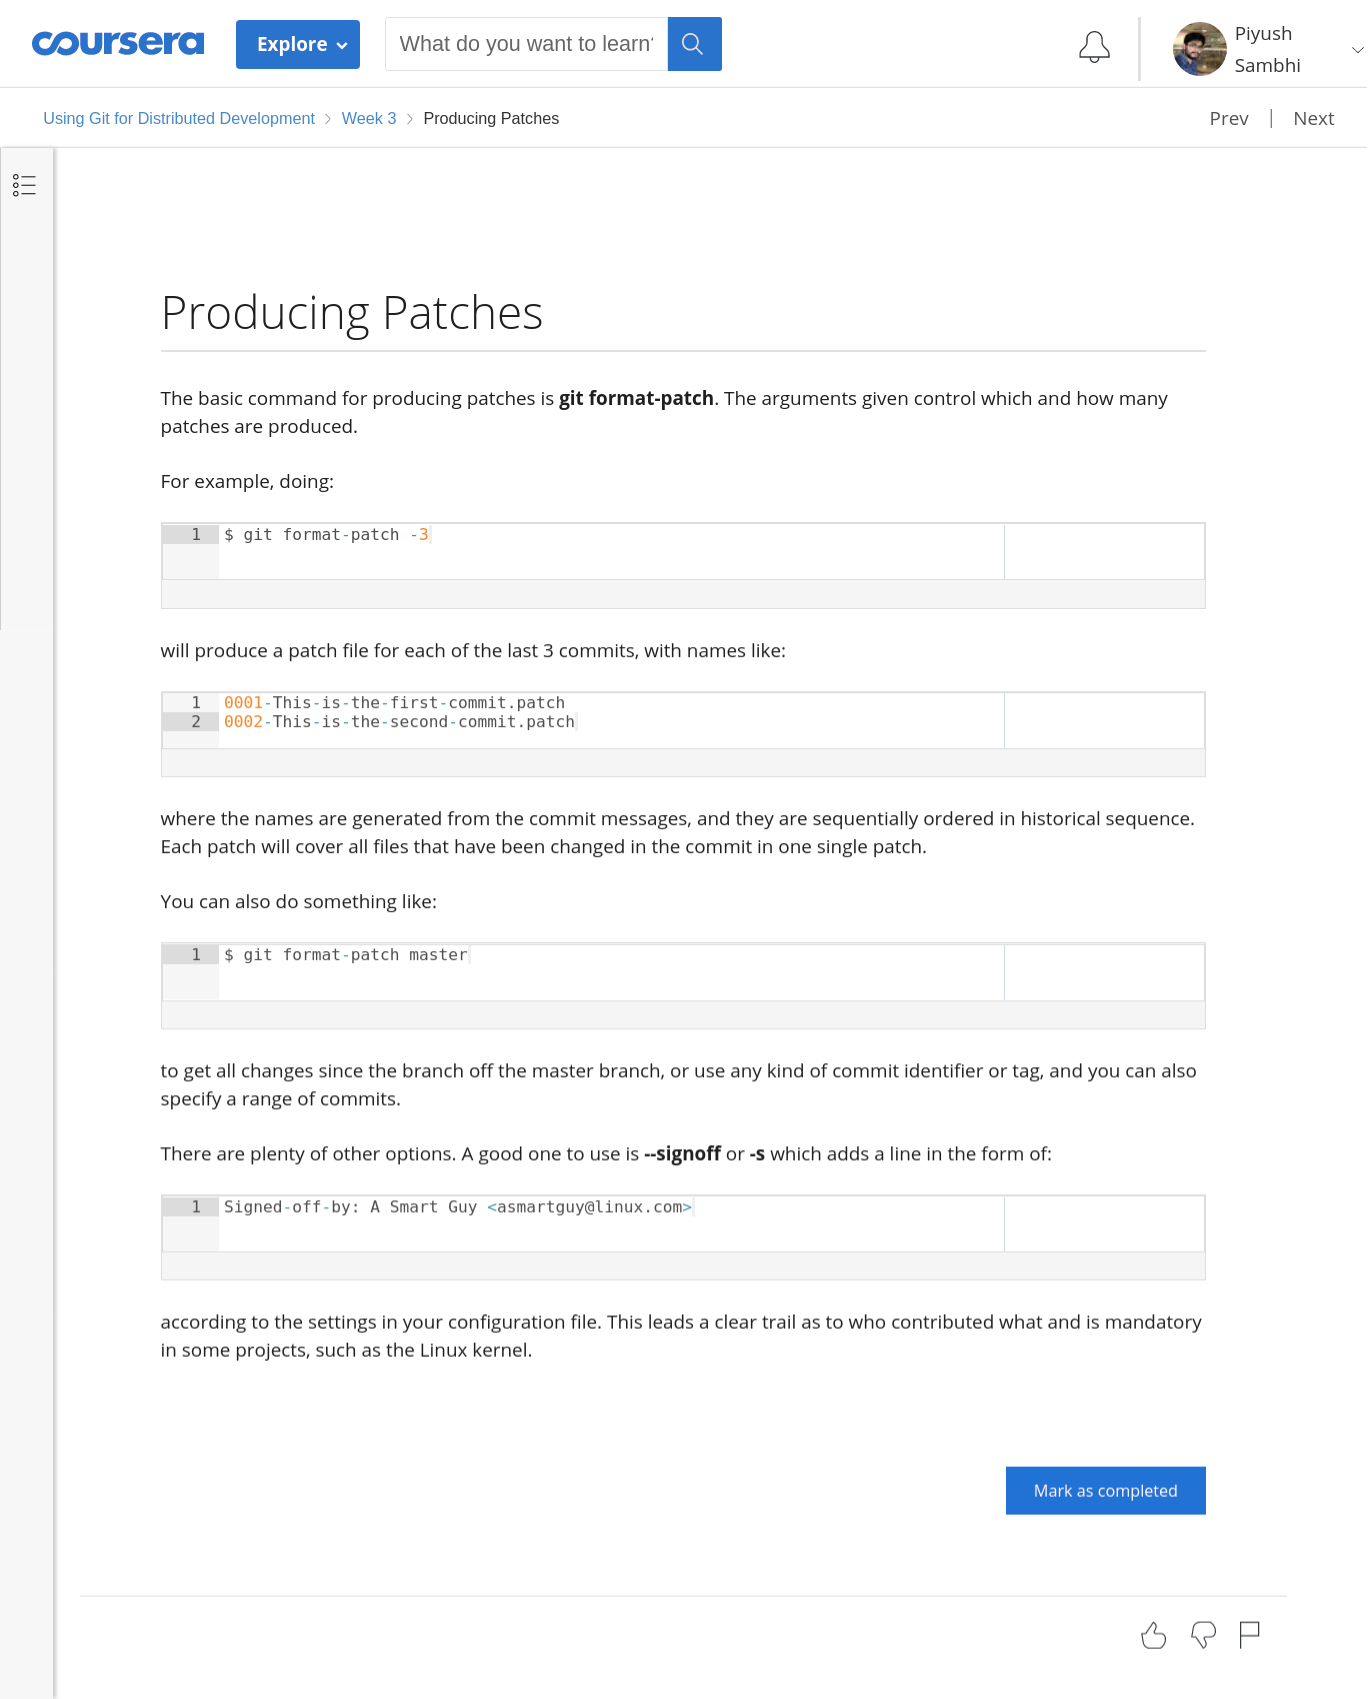 coursera
Explore
What do you want to learn?
Piyush
Sambhi
Using Git for Distributed Development
Week 3
Producing Patches
Prev
Next
Producing Patches
The basic command for producing patches is git format-patch. The arguments given control which and how many
patches are produced.
For example, doing:
1 $ git format-patch -3
will produce a patch file for each of the last 3 commits, with names like:
1 0001-This-is-the-first-commit.patch
2 0002-This-is-the-second-commit.patch
where the names are generated from the commit messages, and they are sequentially ordered in historical sequence.
Each patch will cover all files that have been changed in the commit in one single patch.
You can also do something like:
1 $ git format-patch master
to get all changes since the branch off the master branch, or use any kind of commit identifier or tag, and you can also
specify a range of commits.
There are plenty of other options. A good one to use is --signoff or -s which adds a line in the form of:
1 Signed-off-by: A Smart Guy <asmartguy@linux.com>
according to the settings in your configuration file. This leads a clear trail as to who contributed what and is mandatory
in some projects, such as the Linux kernel.
Mark as completed